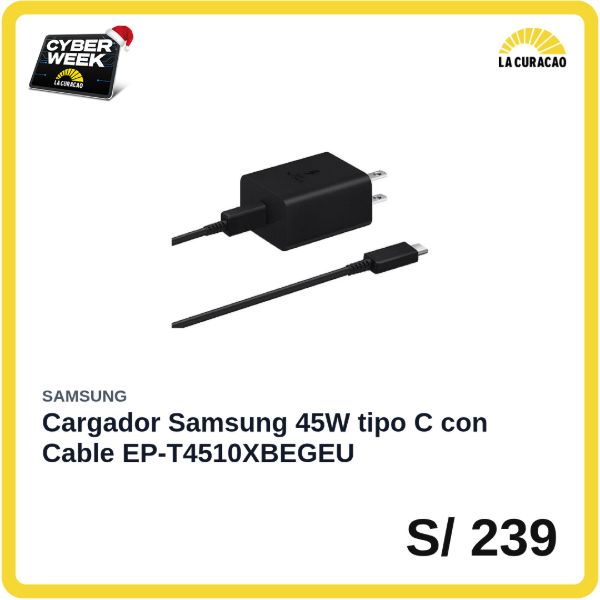 CYBER
WEEK
LA CURACAO
LA CURACAO
SAMSUNG
Cargador Samsung 45W tipo C con
Cable EP-T4510XBEGEU
S/ 239